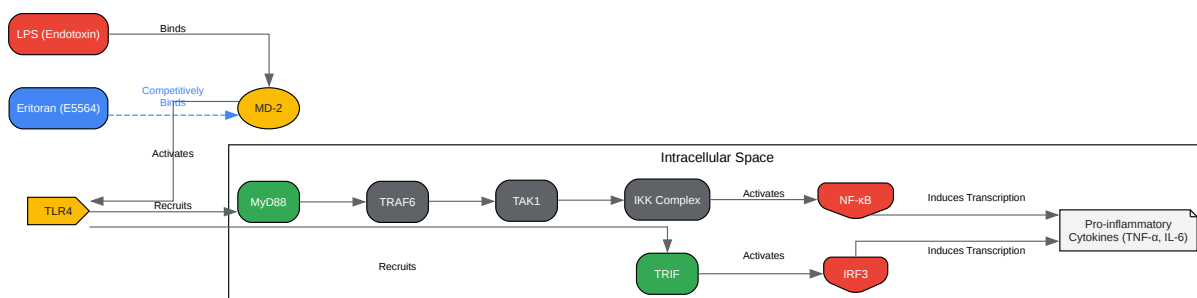 LPS (Endotoxin)
Binds
Eritoran (E5564)
Competitively
Binds
MD-2
Activates
Intracellular Space
TLR4
Recruits
MyD88
TRAF6
TAK1
IKK Complex
Activates
NF-κB
Induces Transcription
Pro-inflammatory
Cytokines (TNF-α, IL-6)
Recruits
TRIF
Activates
IRF3
Induces Transcription